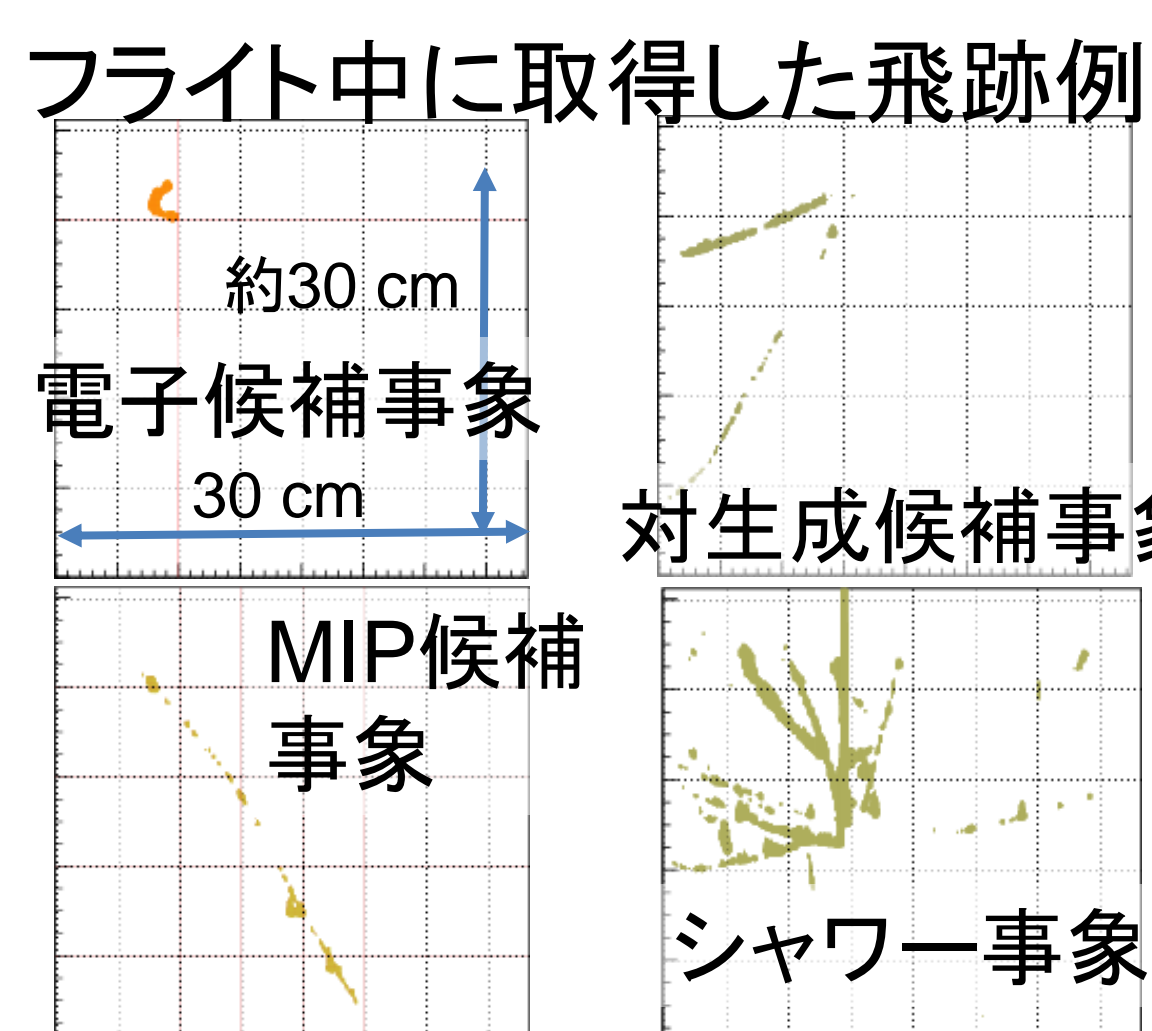 フライト中に取得した飛跡例
約30 cm
電子候補事象
30 cm
対生成候補事象
MIP候補
事象
シャワー事象